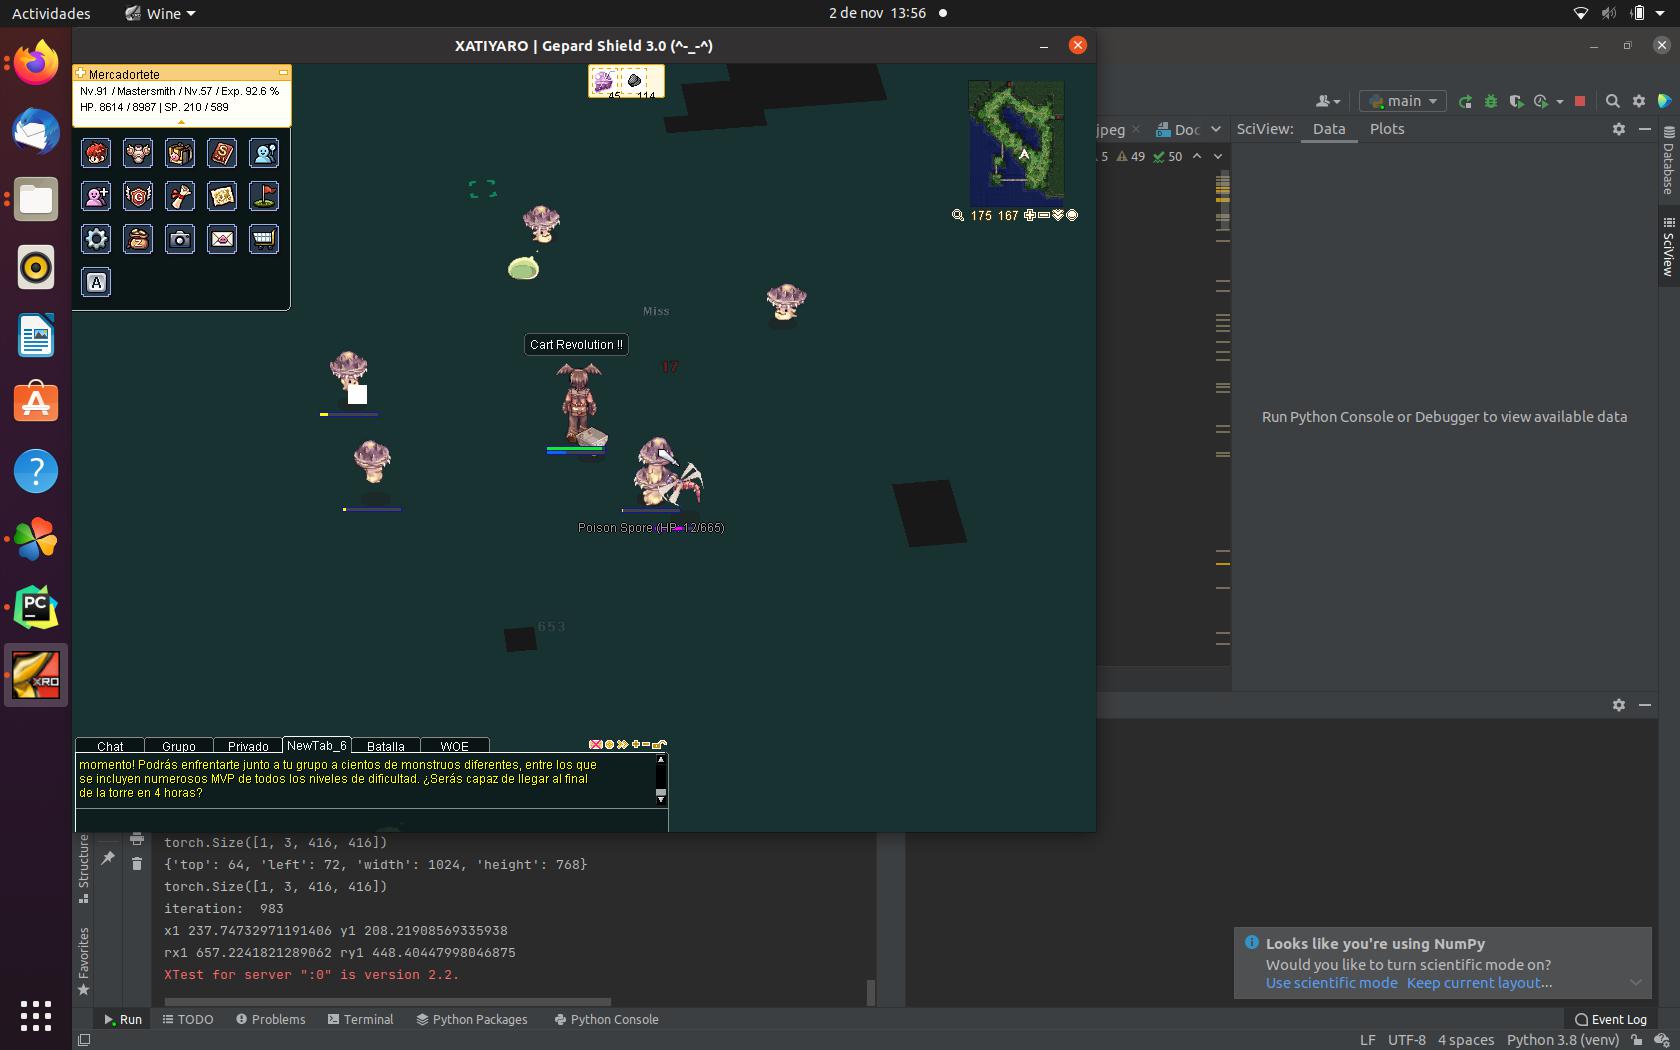 Actividades
Wine
2 de nov 13:56
XATIYARO | Gepard Shield 3.0 (^-_-^)
Mercadortete
Nv.91 / Mastersmith / Nv.57 / Exp. 92.6 %
HP. 8614 / 8987 | SP. 210 / 589
45 114
A
175 167
Miss
Cart Revolution !!
17
Poison Spore (HP: 12/665)
653
Chat Grupo Privado NewTab_6 Batalla WOE
momento! Podrás enfrentarte junto a tu grupo a cientos de monstruos diferentes, entre los que
se incluyen numerosos MVP de todos los niveles de dificultad. ¿Serás capaz de llegar al final
de la torre en 4 horas?
PC
XRO
main
jpeg
Doc
SciView: Data Plots
5 49 50
Database
SciView
Run Python Console or Debugger to view available data
Structure
Favorites
torch.Size([1, 3, 416, 416])
{'top': 64, 'left': 72, 'width': 1024, 'height': 768}
torch.Size([1, 3, 416, 416])
iteration: 983
x1 237.74732971191406 y1 208.21908569335938
rx1 657.2241821289062 ry1 448.40447998046875
XTest for server ":0" is version 2.2.
Looks like you're using NumPy
Would you like to turn scientific mode on?
Use scientific mode Keep current layout...
Run TODO Problems Terminal Python Packages Python Console
Event Log
LF UTF-8 4 spaces Python 3.8 (venv)